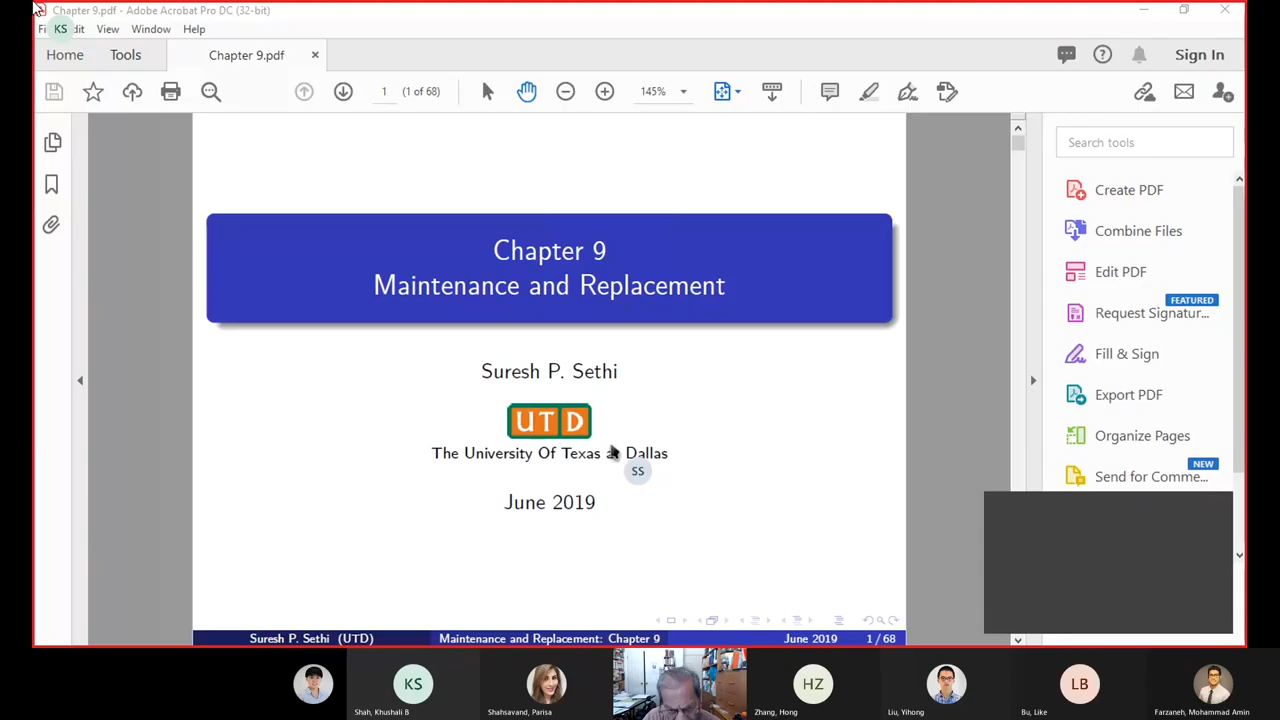 Chapter 9.pdf - Adobe Acrobat Pro DC (32-bit)
KS
View Window Help
Home Tools Chapter 9.pdf × Sign In
1 (1 of 68) 145%
Search tools
Create PDF
Combine Files
Edit PDF
FEATURED
Request Signatur...
Fill & Sign
Export PDF
Organize Pages
NEW
Send for Comme...
Chapter 9
Maintenance and Replacement
Suresh P. Sethi
UTD
The University Of Texas Dallas
SS
June 2019
Suresh P. Sethi (UTD) Maintenance and Replacement: Chapter 9 June 2019 1 / 68
KS HZ LB
Shah, Khushali B Shahsavand, Parisa Zhang, Hong Liu, Yihong Bu, Like Farzaneh, Mohammad Amin